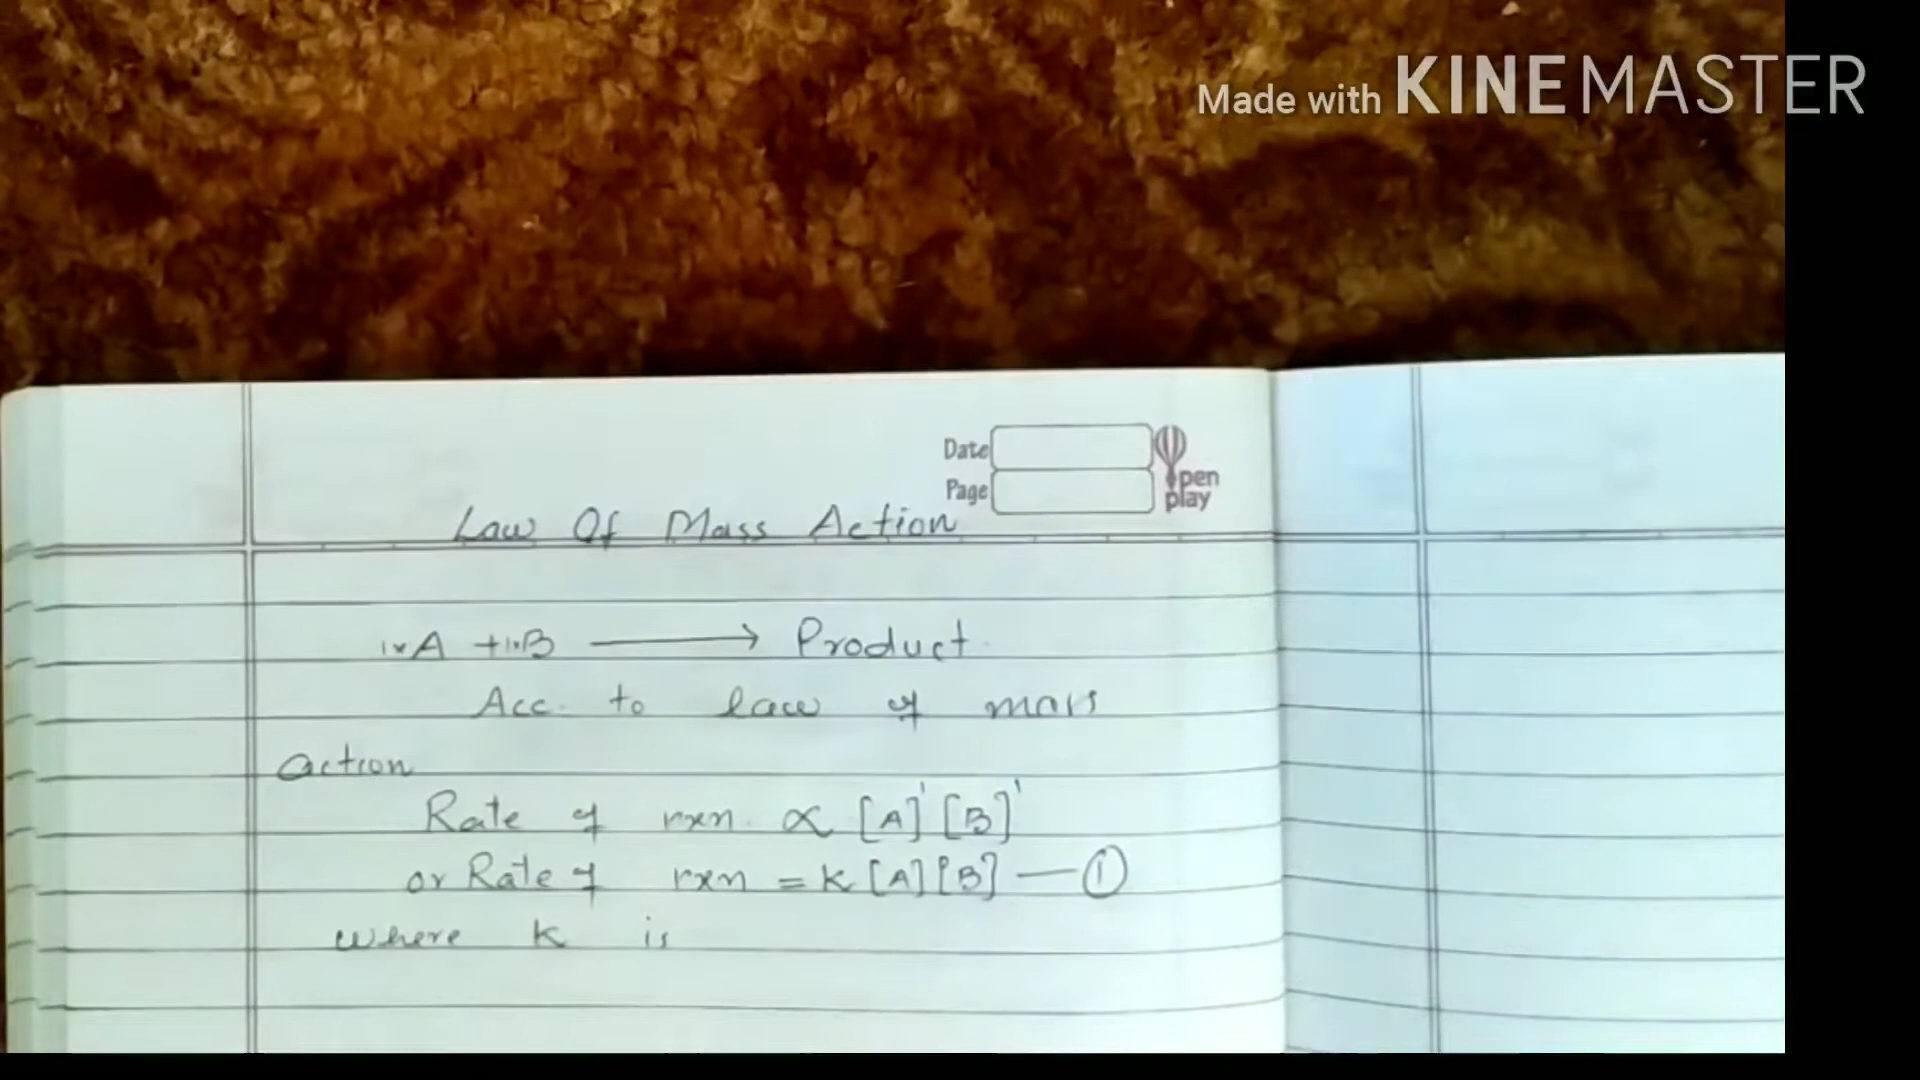 Made with KINEMASTER
Date
Page
pen
play
Law Of Mass Action
1×A + 1×B ⟶ Product
Acc. to law of mass
action
Rate of rxn. ∝ [A]¹ [B]¹
or Rate of rxn = k [A] [B] — ①
where k is